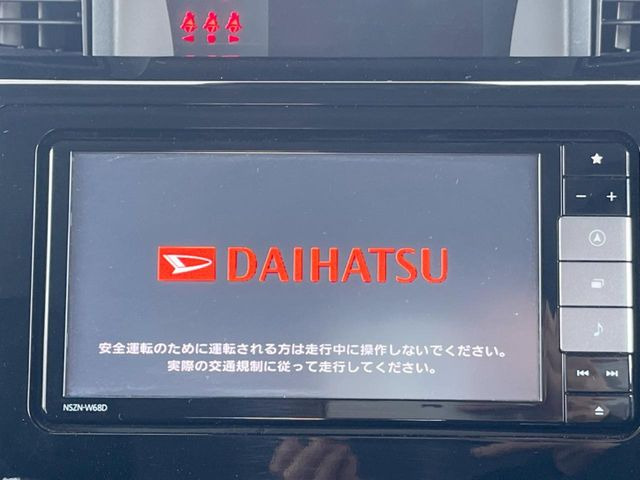 DAIHATSU
安全運転のために運転される方は走行中に操作しないでください。
実際の交通規制に従って走行してください。
NSZN-W68D